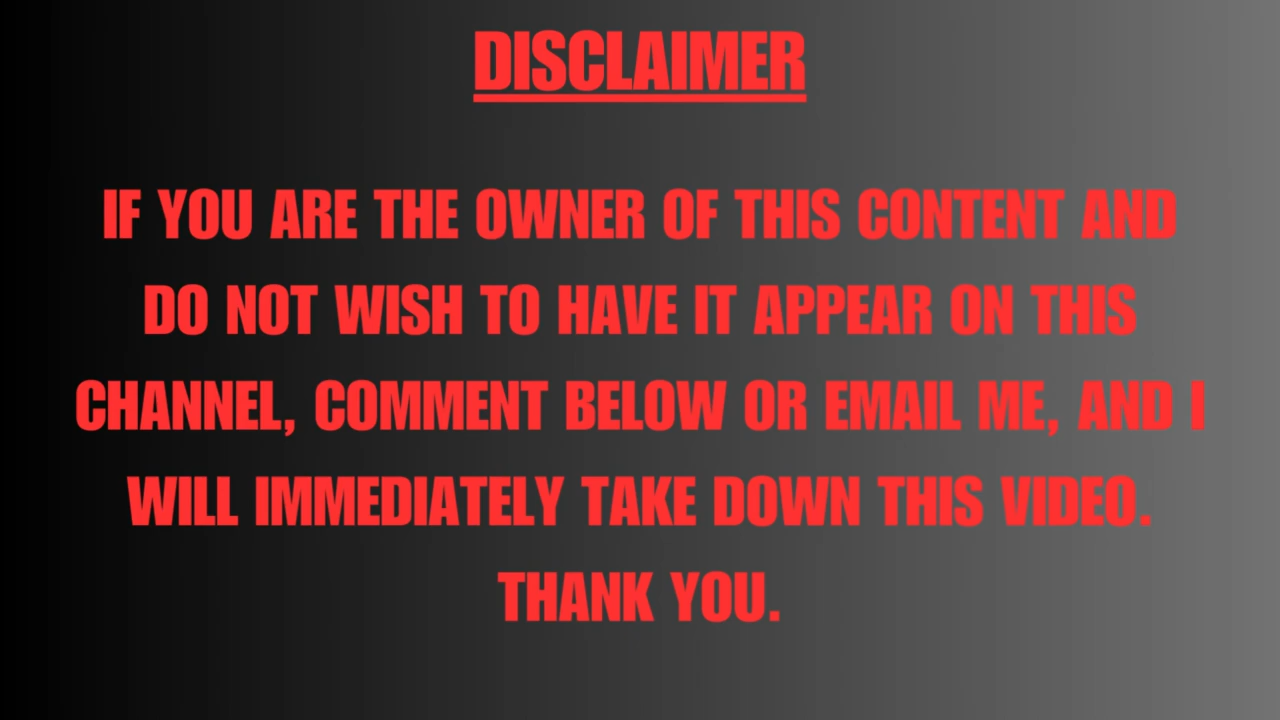 DISCLAIMER
IF YOU ARE THE OWNER OF THIS CONTENT AND
DO NOT WISH TO HAVE IT APPEAR ON THIS
CHANNEL, COMMENT BELOW OR EMAIL ME, AND I
WILL IMMEDIATELY TAKE DOWN THIS VIDEO.
THANK YOU.